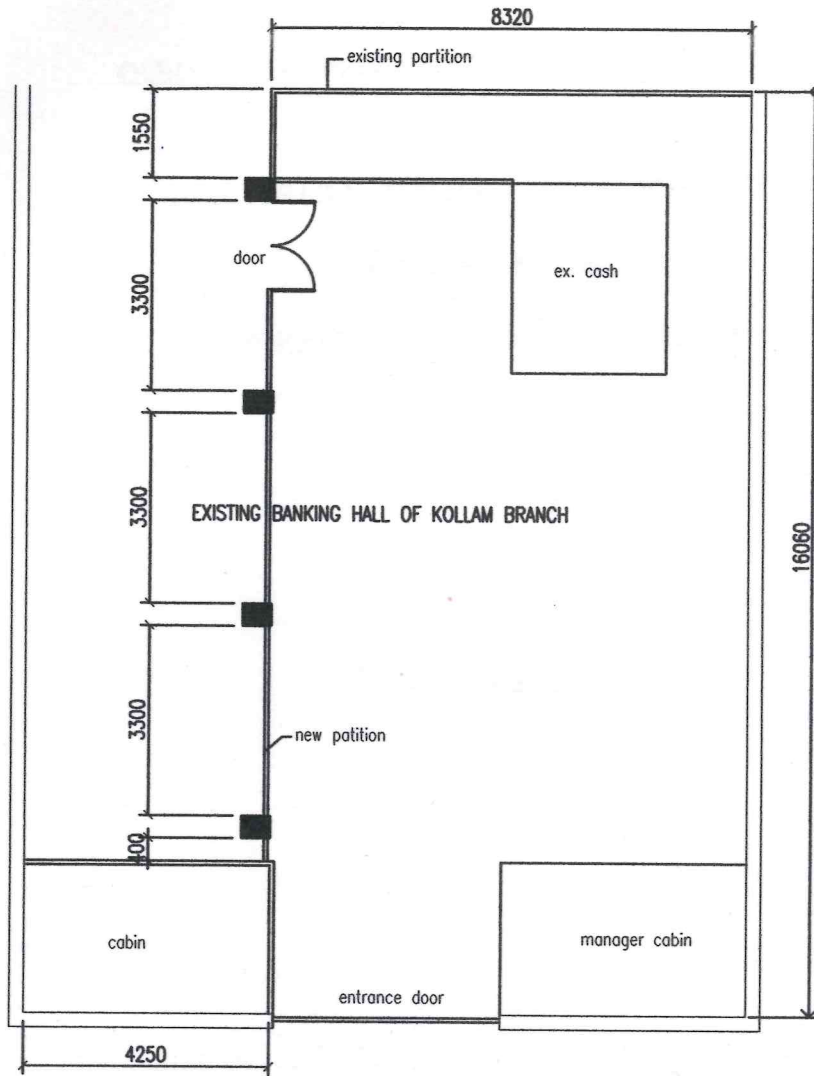 8320
existing partition
1550
door
ex. cash
3300
3300
EXISTING BANKING HALL OF KOLLAM BRANCH
16060
3300
new patition
400
cabin
manager cabin
entrance door
4250